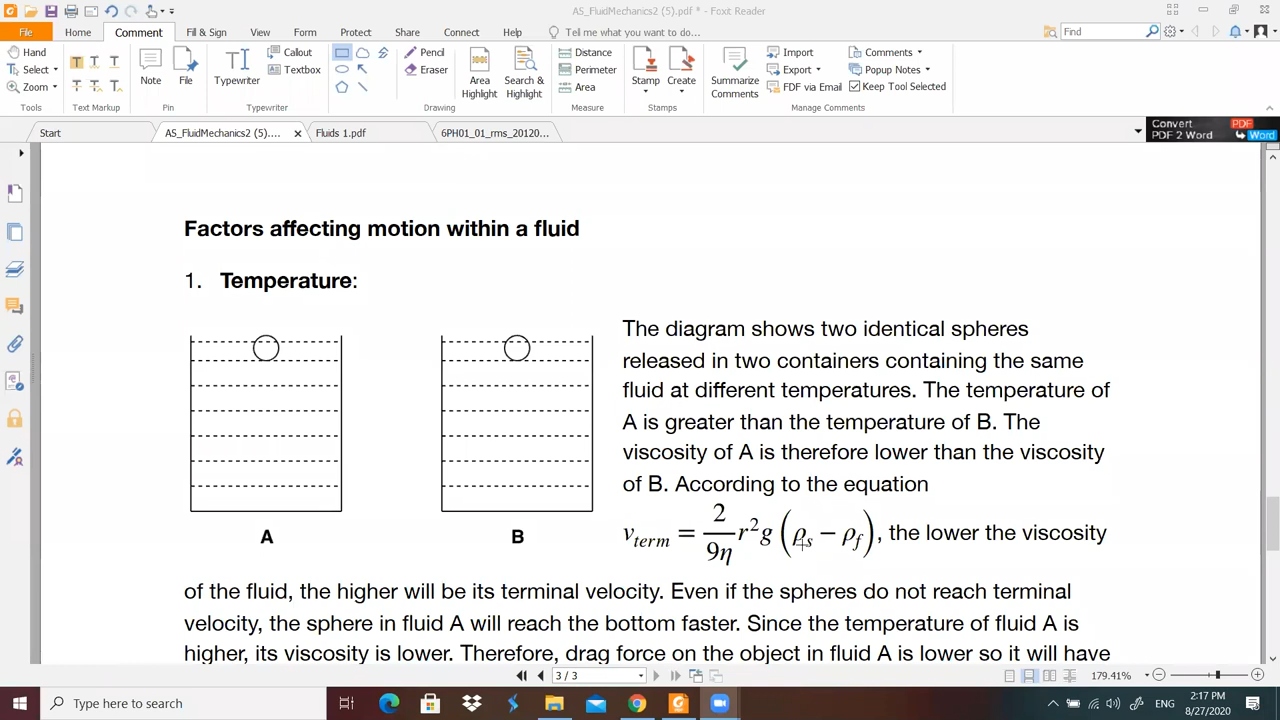 AS_FluidMechanics2 (5).pdf * - Foxit Reader
File Home Comment Fill & Sign View Form Protect Share Connect Help Tell me what you want to do... Find
Hand
Select
Zoom
Tools
Text Markup
Note
File
Pin
Typewriter
Callout
Textbox
Typewriter
Pencil
Eraser
Drawing
Area Highlight
Search & Highlight
Distance
Perimeter
Area
Measure
Stamp
Create
Stamps
Summarize Comments
Import
Export
FDF via Email
Comments
Popup Notes
Keep Tool Selected
Manage Comments
Start AS_FluidMechanics2 (5).... Fluids 1.pdf 6PH01_01_rms_20120...
Convert PDF
PDF 2 Word Word
Factors affecting motion within a fluid
1. Temperature:
A
B
The diagram shows two identical spheres
released in two containers containing the same
fluid at different temperatures. The temperature of
A is greater than the temperature of B. The
viscosity of A is therefore lower than the viscosity
of B. According to the equation
v_term = 2/9η r²g (ρs − ρf), the lower the viscosity
of the fluid, the higher will be its terminal velocity. Even if the spheres do not reach terminal
velocity, the sphere in fluid A will reach the bottom faster. Since the temperature of fluid A is
higher, its viscosity is lower. Therefore, drag force on the object in fluid A is lower so it will have
3 / 3
179.41%
Type here to search
ENG
2:17 PM
8/27/2020